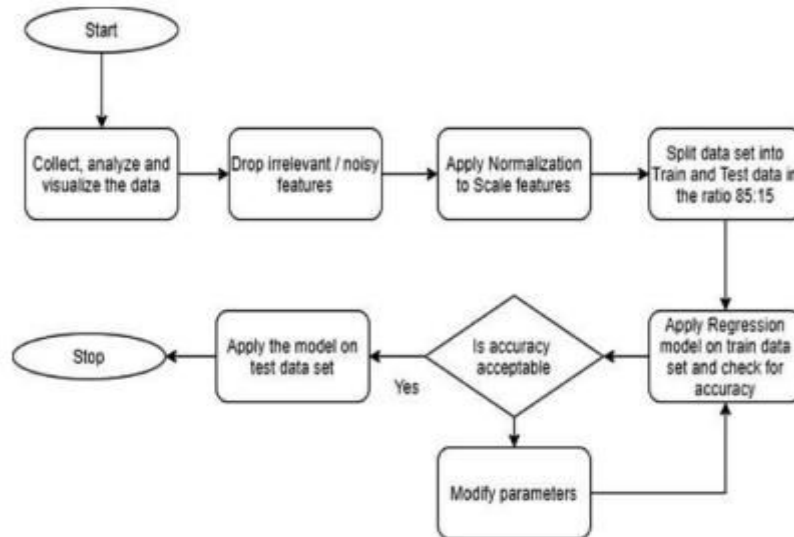 Start
Collect, analyze and
visualize the data
Drop irrelevant / noisy
features
Apply Normalization
to Scale features
Split data set into
Train and Test data in
the ratio 85:15
Apply Regression
model on train data
set and check for
accuracy
Is accuracy
acceptable
Yes
Apply the model on
test data set
Stop
Modify parameters